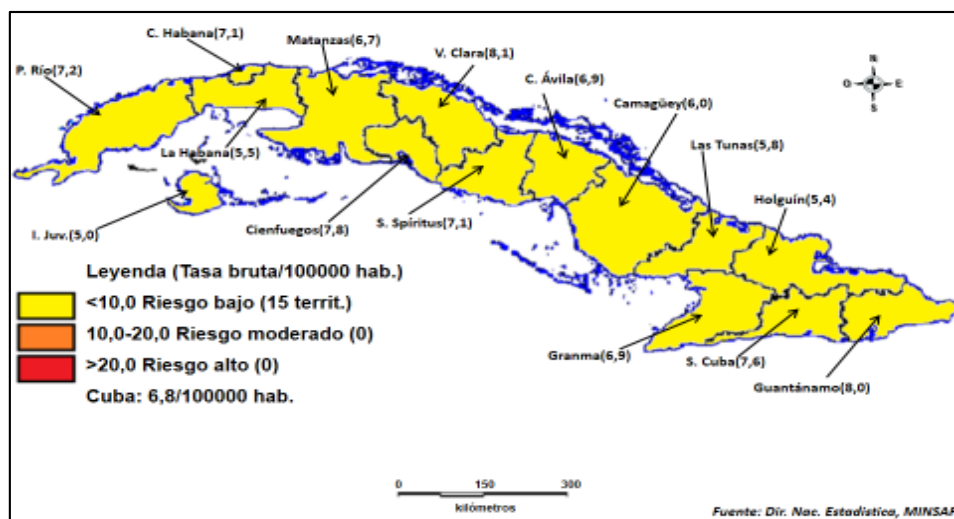 C. Habana(7,1)
Matanzas(6,7)
V. Clara(8,1)
P. Río(7,2)
C. Ávila(6,9)
Camagüey(6,0)
N
O
E
S
La Habana(5,5)
Las Tunas(5,8)
Holguín(5,4)
I. Juv.(5,0)
Cienfuegos(7,8)
S. Spíritus(7,1)
Leyenda (Tasa bruta/100000 hab.)
<10,0 Riesgo bajo (15 territ.)
10,0-20,0 Riesgo moderado (0)
>20,0 Riesgo alto (0)
Cuba: 6,8/100000 hab.
Granma(6,9)
S. Cuba(7,6)
Guantánamo(8,0)
0 150 300
kilómetros
Fuente: Dir. Nac. Estadística, MINSAP